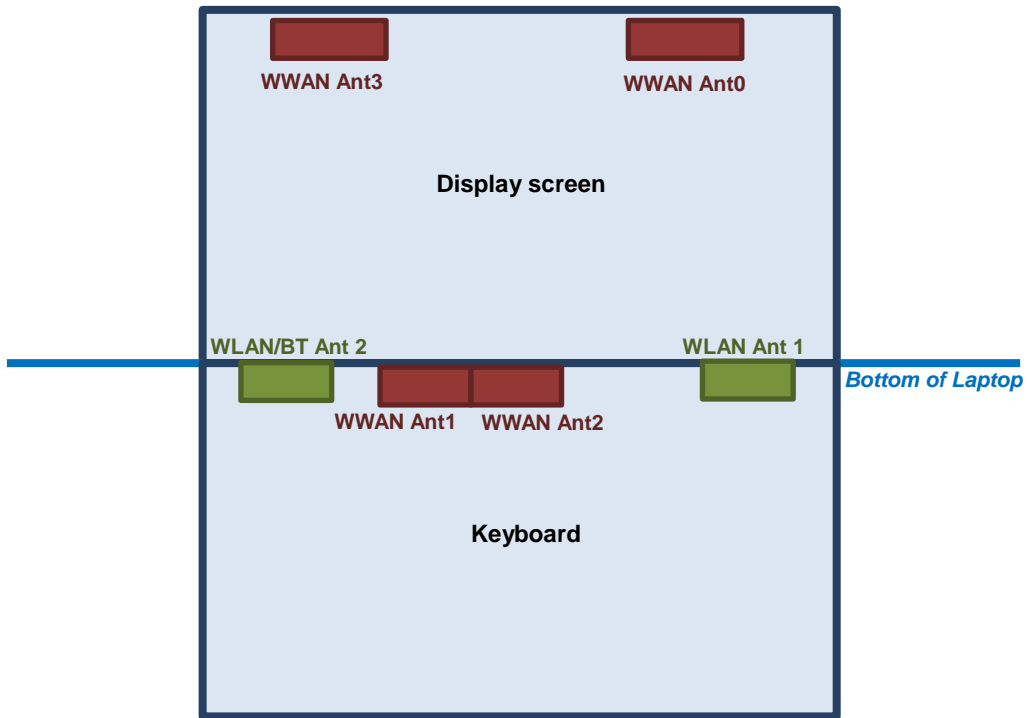 WWAN Ant3
WWAN Ant0
Display screen
WLAN/BT Ant 2
WLAN Ant 1
Bottom of Laptop
WWAN Ant1
WWAN Ant2
Keyboard